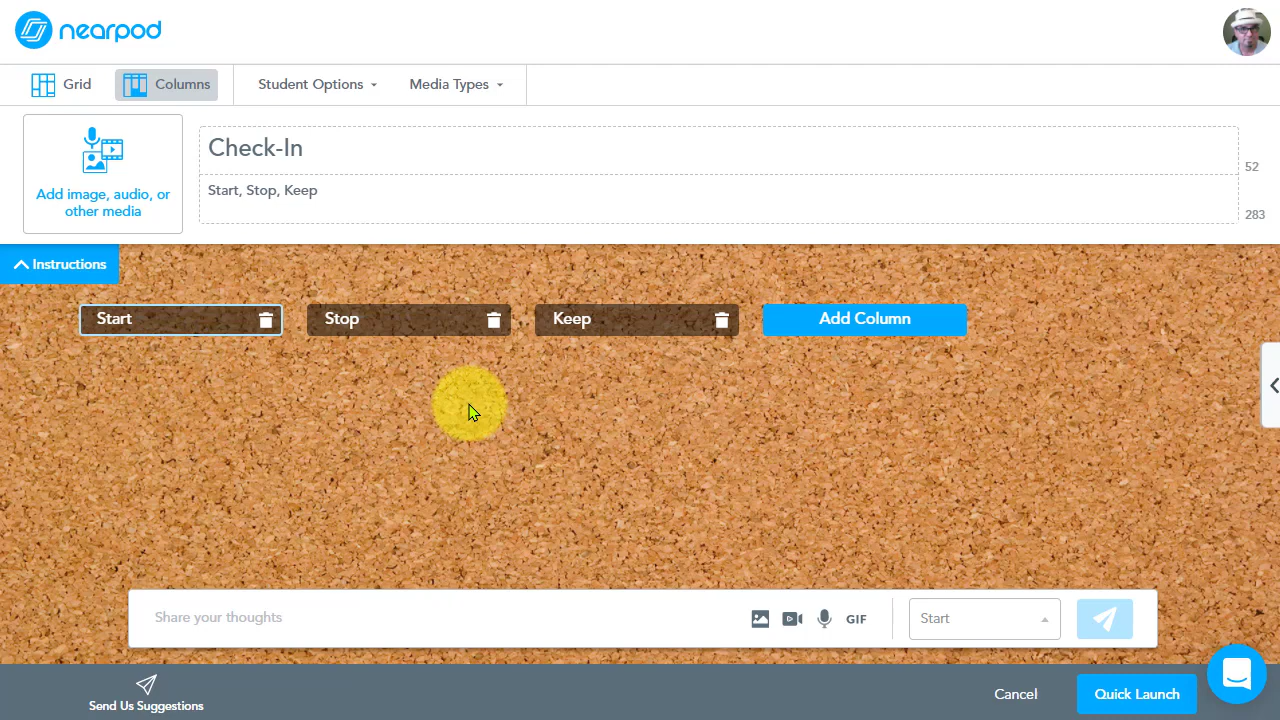 nearpod
Grid
Columns
Student Options
Media Types
Add image, audio, or
other media
Check-In
52
Start, Stop, Keep
283
Instructions
Start
Stop
Keep
Add Column
Share your thoughts
GIF
Start
Send Us Suggestions
Cancel
Quick Launch